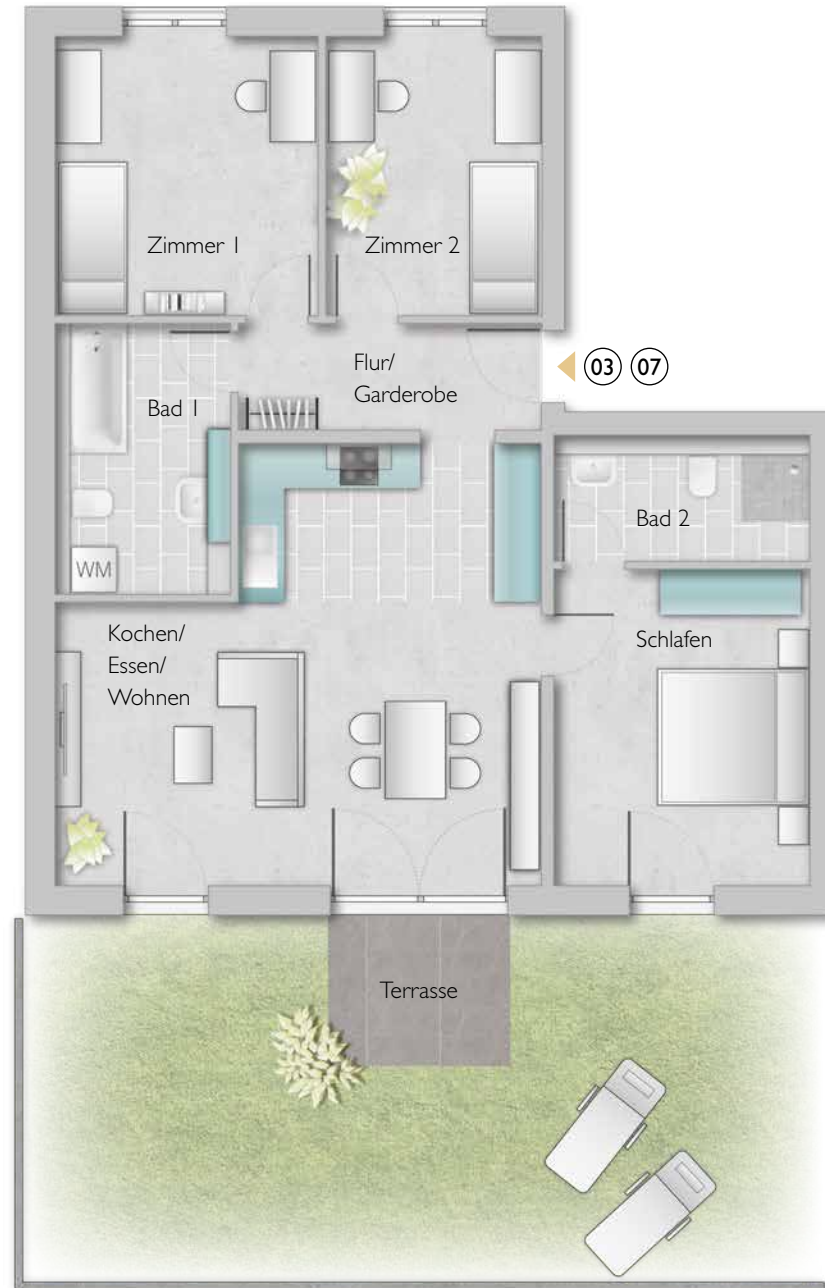 Zimmer 1
Zimmer 2
Flur/
Garderobe
03 07
Bad 1
Bad 2
WM
Kochen/
Essen/
Wohnen
Schlafen
Terrasse